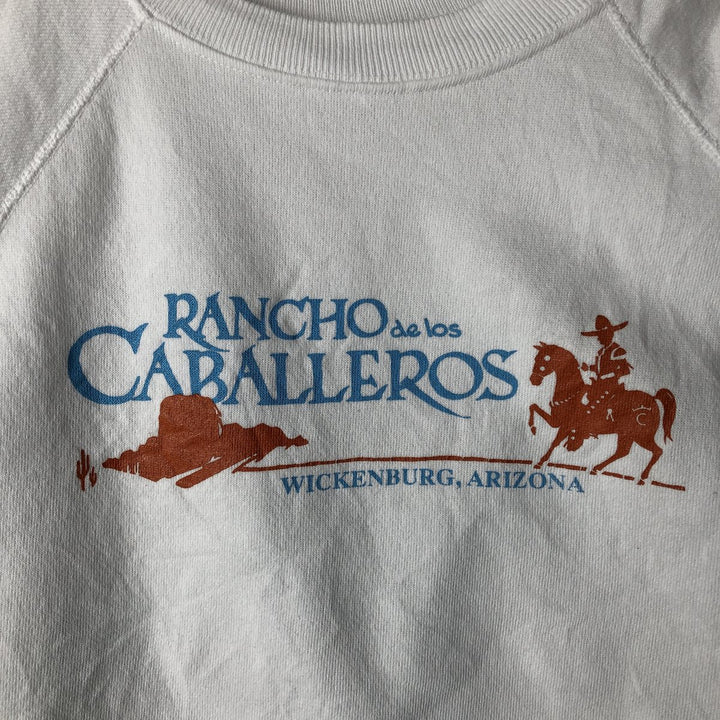 RANCHO de los
CABALLEROS
WICKENBURG, ARIZONA